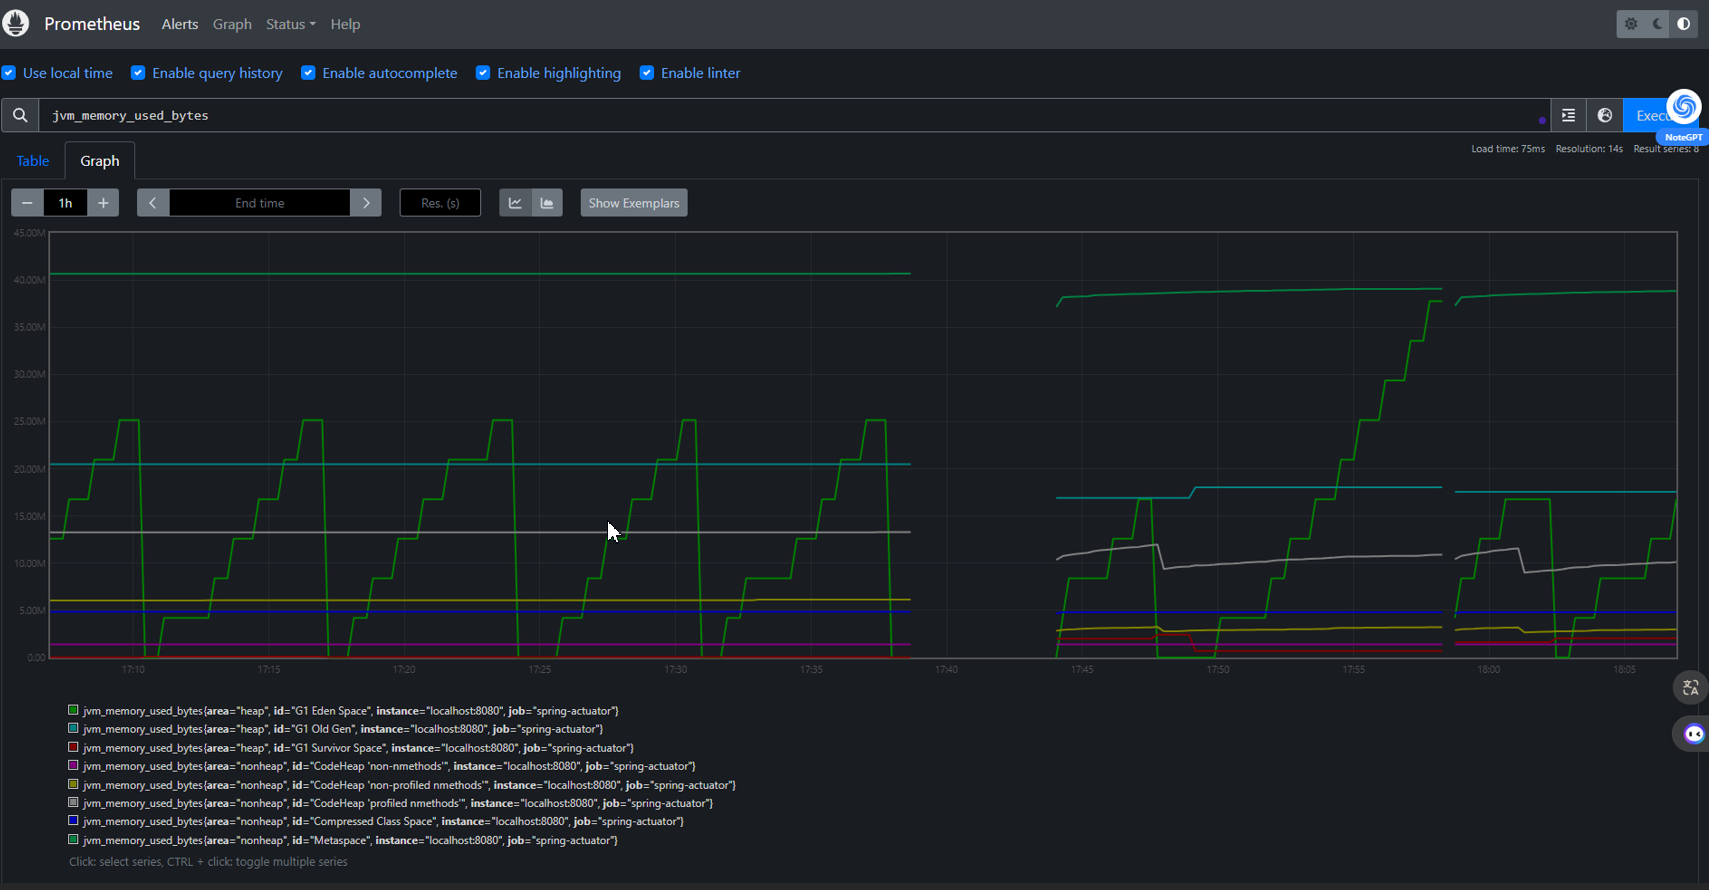 Prometheus Alerts Graph Status Help
Use local time Enable query history Enable autocomplete Enable highlighting Enable linter
jvm_memory_used_bytes
NoteGPT
Load time: 75ms Resolution: 14s Result series: 8
Table Graph
1h End time Res. (s) Show Exemplars
45.00M
40.00M
35.00M
30.00M
25.00M
20.00M
15.00M
10.00M
5.00M
0.00
17:10 17:15 17:20 17:25 17:30 17:35 17:40 17:45 17:50 17:55 18:00 18:05
jvm_memory_used_bytes{area="heap", id="G1 Eden Space", instance="localhost:8080", job="spring-actuator"}
jvm_memory_used_bytes{area="heap", id="G1 Old Gen", instance="localhost:8080", job="spring-actuator"}
jvm_memory_used_bytes{area="heap", id="G1 Survivor Space", instance="localhost:8080", job="spring-actuator"}
jvm_memory_used_bytes{area="nonheap", id="CodeHeap 'non-nmethods'", instance="localhost:8080", job="spring-actuator"}
jvm_memory_used_bytes{area="nonheap", id="CodeHeap 'non-profiled nmethods'", instance="localhost:8080", job="spring-actuator"}
jvm_memory_used_bytes{area="nonheap", id="CodeHeap 'profiled nmethods'", instance="localhost:8080", job="spring-actuator"}
jvm_memory_used_bytes{area="nonheap", id="Compressed Class Space", instance="localhost:8080", job="spring-actuator"}
jvm_memory_used_bytes{area="nonheap", id="Metaspace", instance="localhost:8080", job="spring-actuator"}
Click: select series, CTRL + click: toggle multiple series